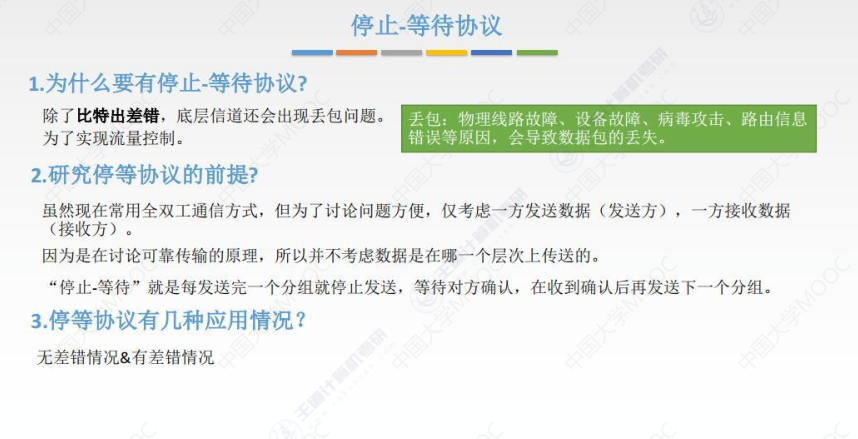 停止-等待协议
1.为什么要有停止-等待协议?
除了比特出差错，底层信道还会出现丢包问题。
为了实现流量控制。
丢包：物理线路故障、设备故障、病毒攻击、路由信息
错误等原因，会导致数据包的丢失。
2.研究停等协议的前提?
虽然现在常用全双工通信方式，但为了讨论问题方便，仅考虑一方发送数据（发送方），一方接收数据
（接收方）。
因为是在讨论可靠传输的原理，所以并不考虑数据是在哪一个层次上传送的。
“停止-等待”就是每发送完一个分组就停止发送，等待对方确认，在收到确认后再发送下一个分组。
3.停等协议有几种应用情况？
无差错情况&有差错情况
中国大学MOOC
王道计算机考研